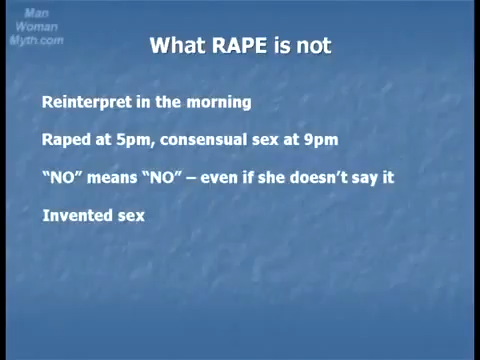 Man
Woman
Myth.com
What RAPE is not
Reinterpret in the morning
Raped at 5pm, consensual sex at 9pm
“NO” means “NO” – even if she doesn’t say it
Invented sex